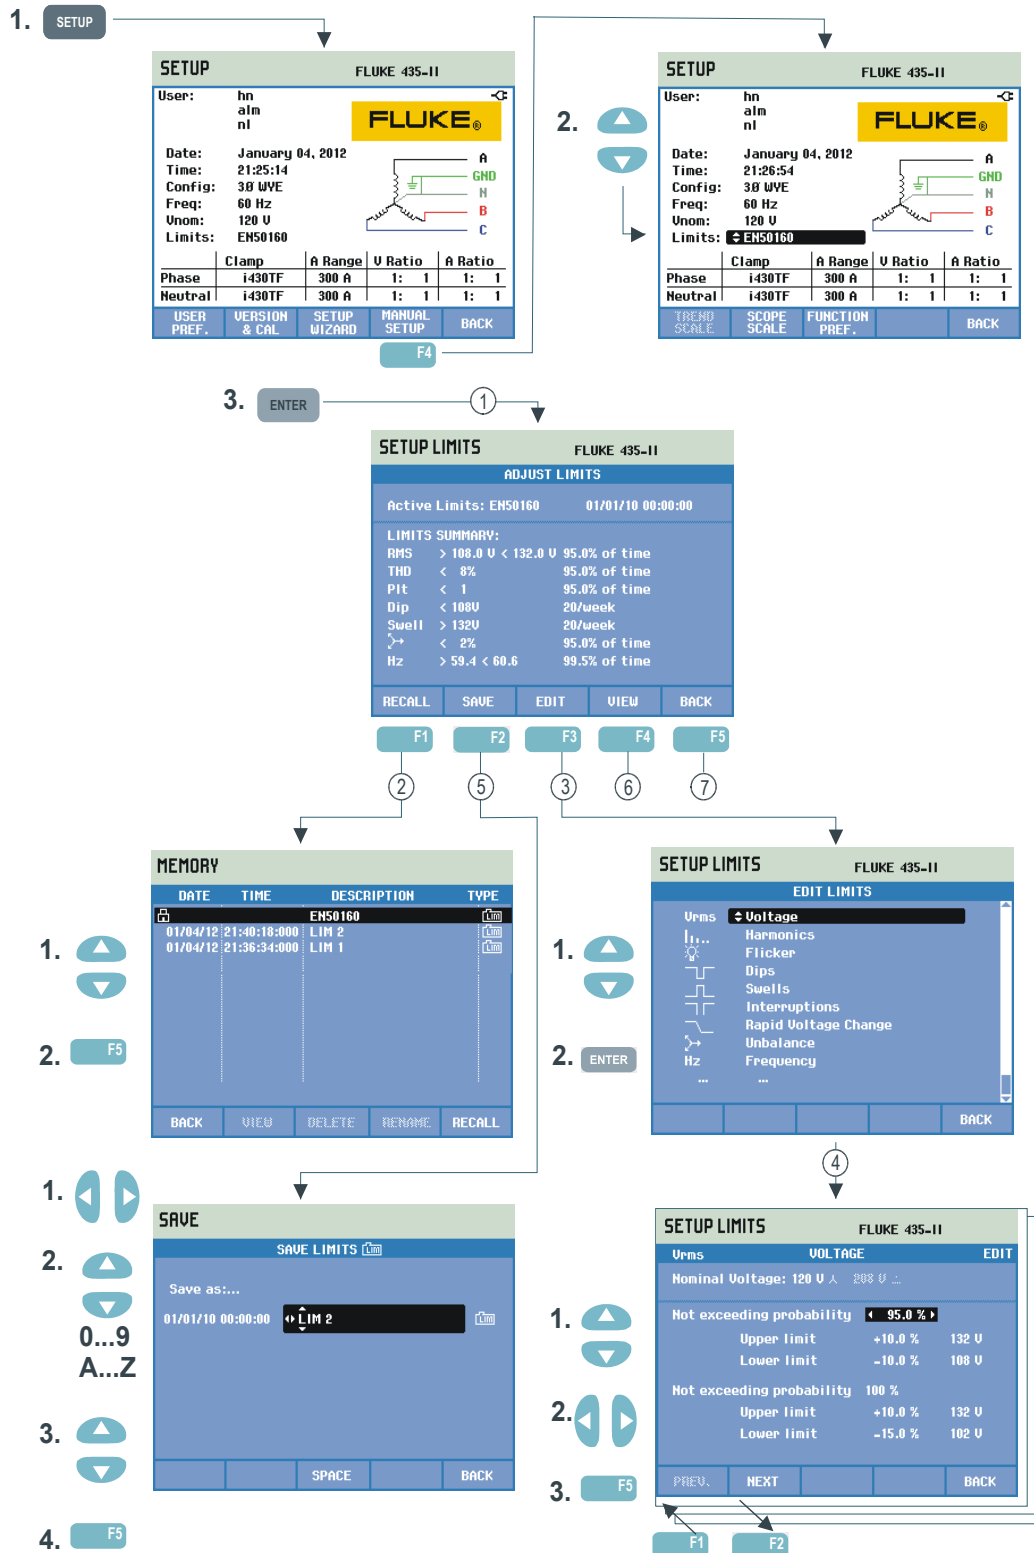 1. SETUP
SETUP FLUKE 435-II
User: hn
alm
nl
FLUKE®
Date: January 04, 2012
Time: 21:25:14
Config: 3Ø WYE
Freq: 60 Hz
Vnom: 120 V
Limits: EN50160
A
GND
N
B
C
Clamp A Range V Ratio A Ratio
Phase i430TF 300 A 1: 1 1: 1
Neutral i430TF 300 A 1: 1 1: 1
USER PREF. VERSION & CAL SETUP WIZARD MANUAL SETUP BACK
F4
2.
SETUP FLUKE 435-II
User: hn
alm
nl
FLUKE®
Date: January 04, 2012
Time: 21:26:54
Config: 3Ø WYE
Freq: 60 Hz
Vnom: 120 V
Limits: EN50160
A
GND
N
B
C
Clamp A Range V Ratio A Ratio
Phase i430TF 300 A 1: 1 1: 1
Neutral i430TF 300 A 1: 1 1: 1
TREND SCALE SCOPE SCALE FUNCTION PREF. BACK
3. ENTER 1
SETUP LIMITS FLUKE 435-II
ADJUST LIMITS
Active Limits: EN50160 01/01/10 00:00:00
LIMITS SUMMARY:
RMS > 108.0 V < 132.0 V 95.0% of time
THD < 8% 95.0% of time
Plt < 1 95.0% of time
Dip < 108V 20/week
Swell > 132V 20/week
< 2% 95.0% of time
Hz > 59.4 < 60.6 99.5% of time
RECALL SAVE EDIT VIEW BACK
F1 F2 F3 F4 F5
2 5 3 6 7
MEMORY
DATE TIME DESCRIPTION TYPE
EN50160 Lim
01/04/12 21:40:18:000 LIM 2 Lim
01/04/12 21:36:34:000 LIM 1 Lim
BACK VIEW DELETE RENAME RECALL
1.
2. F5
SETUP LIMITS FLUKE 435-II
EDIT LIMITS
Vrms Voltage
Harmonics
Flicker
Dips
Swells
Interruptions
Rapid Voltage Change
Unbalance
Hz Frequency
... ...
BACK
1.
2. ENTER
4
1.
2.
0...9
A...Z
3.
4. F5
SAVE
SAVE LIMITS Lim
Save as:...
01/01/10 00:00:00 LIM 2 Lim
SPACE BACK
SETUP LIMITS FLUKE 435-II
Vrms VOLTAGE EDIT
Nominal Voltage: 120 V 208 V
Not exceeding probability 95.0 %
Upper limit +10.0 % 132 V
Lower limit -10.0 % 108 V
Not exceeding probability 100 %
Upper limit +10.0 % 132 V
Lower limit -15.0 % 102 V
PREV. NEXT BACK
1.
2.
3. F5
F1 F2